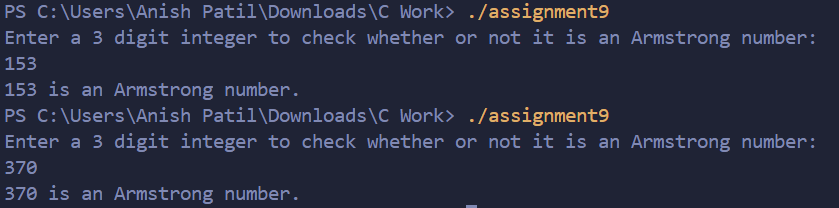 PS C:\Users\Anish Patil\Downloads\C Work> ./assignment9
Enter a 3 digit integer to check whether or not it is an Armstrong number:
153
153 is an Armstrong number.
PS C:\Users\Anish Patil\Downloads\C Work> ./assignment9
Enter a 3 digit integer to check whether or not it is an Armstrong number:
370
370 is an Armstrong number.